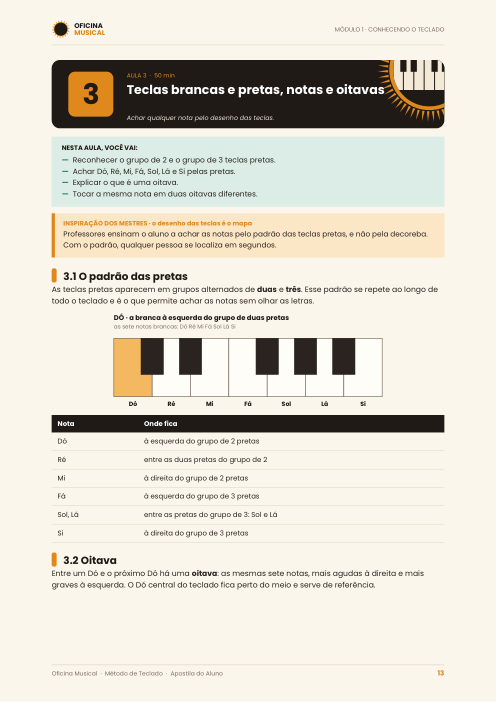 OFICINA
MUSICAL
MÓDULO 1 · CONHECENDO O TECLADO
3
AULA 3 · 50 min
Teclas brancas e pretas, notas e oitavas
Achar qualquer nota pelo desenho das teclas.
NESTA AULA, VOCÊ VAI:
— Reconhecer o grupo de 2 e o grupo de 3 teclas pretas.
— Achar Dó, Ré, Mi, Fá, Sol, Lá e Si pelas pretas.
— Explicar o que é uma oitava.
— Tocar a mesma nota em duas oitavas diferentes.
INSPIRAÇÃO DOS MESTRES · o desenho das teclas é o mapa
Professores ensinam o aluno a achar as notas pelo padrão das teclas pretas, e não pela decoreba.
Com o padrão, qualquer pessoa se localiza em segundos.
3.1 O padrão das pretas
As teclas pretas aparecem em grupos alternados de duas e três. Esse padrão se repete ao longo de
todo o teclado e é o que permite achar as notas sem olhar as letras.
DÓ · a branca à esquerda do grupo de duas pretas
as sete notas brancas: Dó Ré Mi Fá Sol Lá Si
Dó Ré Mi Fá Sol Lá Si
Nota Onde fica
Dó à esquerda do grupo de 2 pretas
Ré entre as duas pretas do grupo de 2
Mi à direita do grupo de 2 pretas
Fá à esquerda do grupo de 3 pretas
Sol, Lá entre as pretas do grupo de 3: Sol e Lá
Si à direita do grupo de 3 pretas
3.2 Oitava
Entre um Dó e o próximo Dó há uma oitava: as mesmas sete notas, mais agudas à direita e mais
graves à esquerda. O Dó central do teclado fica perto do meio e serve de referência.
Oficina Musical · Método de Teclado · Apostila do Aluno
13